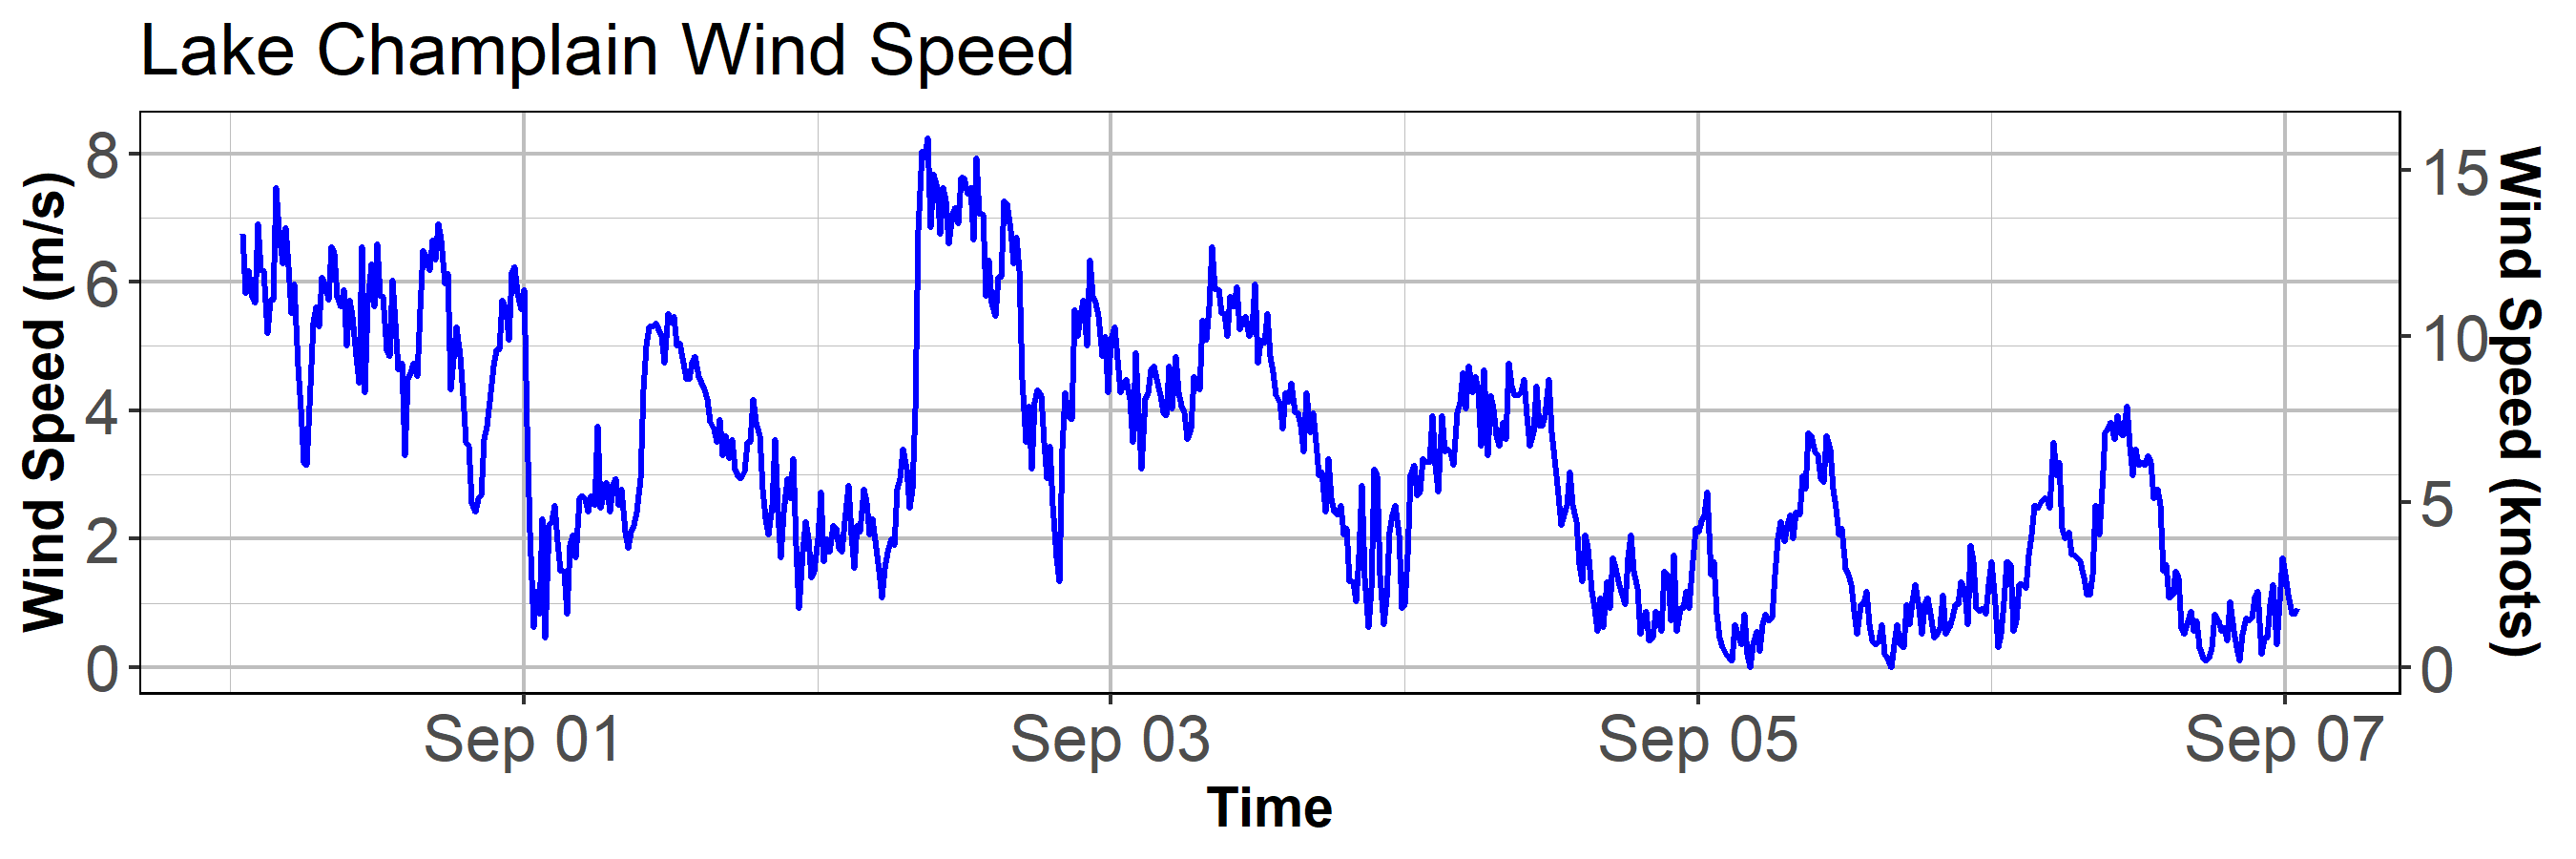 Lake Champlain Wind Speed
Wind Speed (m/s)
8
6
4
2
0
15
10
5
0
Wind Speed (knots)
Sep 01 Sep 03 Sep 05 Sep 07
Time